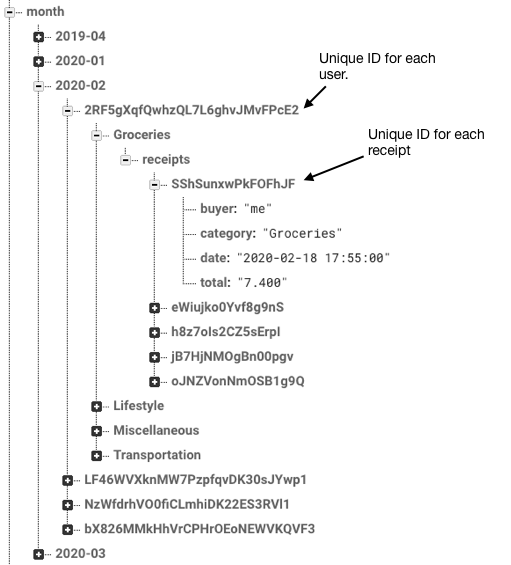 month
2019-04
2020-01
2020-02
Unique ID for each
user.
2RF5gXqfQwhzQL7L6ghvJMvFPcE2
Groceries
Unique ID for each
receipt
receipts
SShSunxwPkFOFhJF
buyer: "me"
category: "Groceries"
date: "2020-02-18 17:55:00"
total: "7.400"
eWiujko0Yvf8g9nS
h8z7oIs2CZ5sErpI
jB7HjNMOgBn00pgv
oJNZVonNmOSB1g9Q
Lifestyle
Miscellaneous
Transportation
LF46WVXknMW7PzpfqvDK30sJYwp1
NzWfdrhVO0fiCLmhiDK22ES3RVl1
bX826MMkHhVrCPHrOEoNEWVKQVF3
2020-03